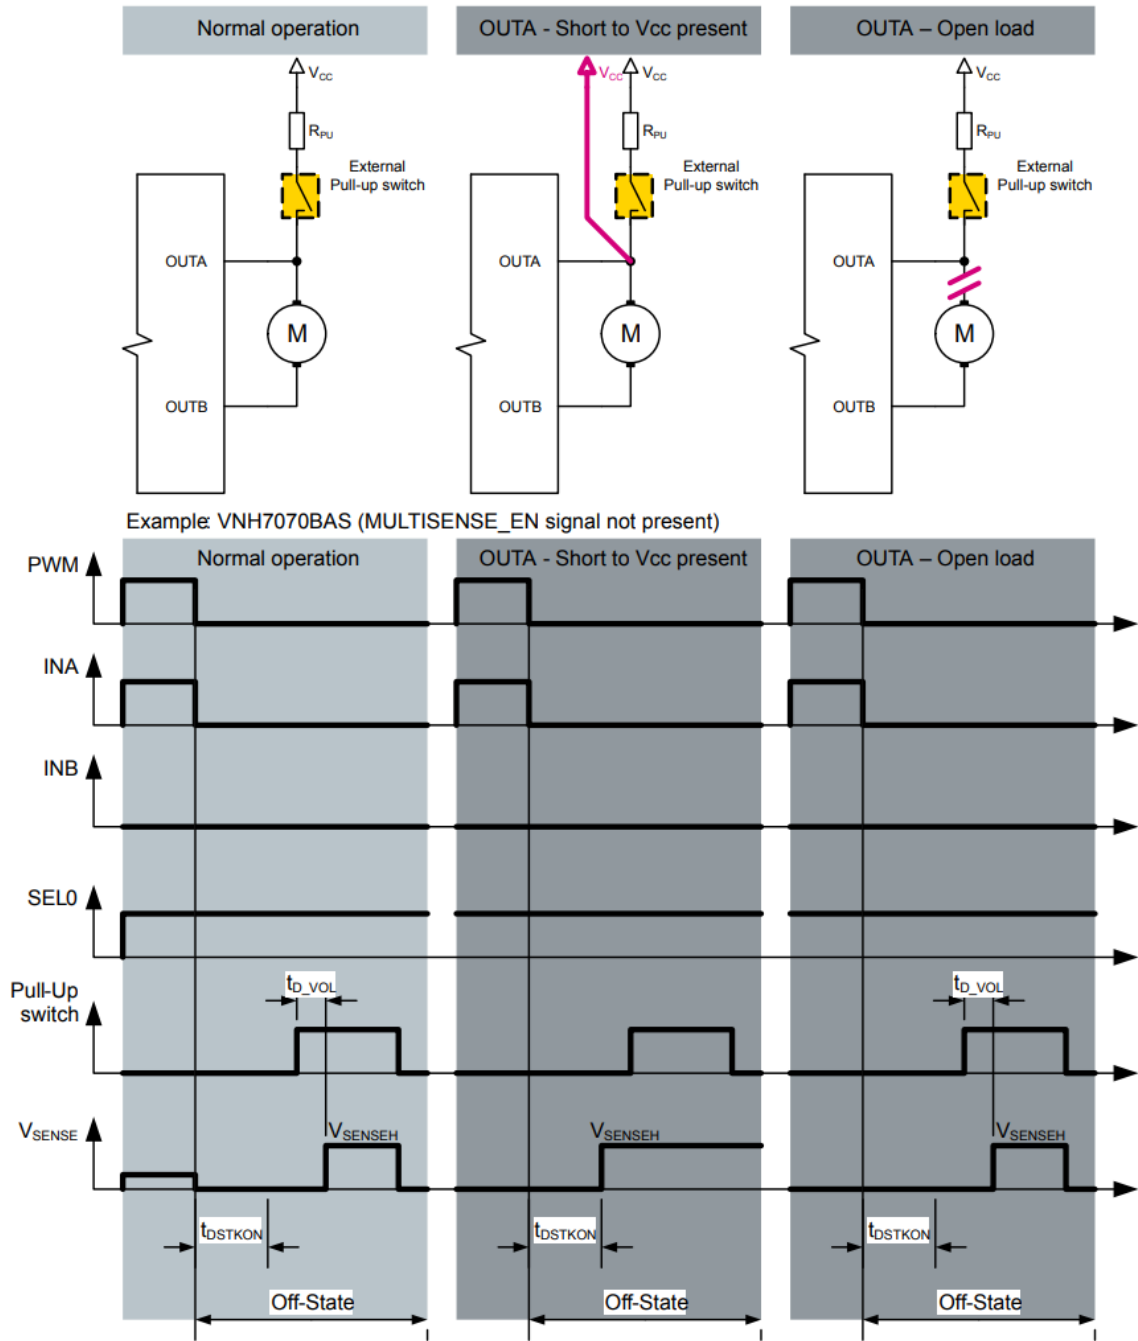 Normal operation
OUTA - Short to Vcc present
OUTA – Open load
VCC
VCC
VCC
VCC
RPU
RPU
RPU
External
Pull-up switch
External
Pull-up switch
External
Pull-up switch
OUTA
OUTA
OUTA
M
M
M
OUTB
OUTB
OUTB
Example: VNH7070BAS (MULTISENSE_EN signal not present)
Normal operation
OUTA - Short to Vcc present
OUTA – Open load
PWM
INA
INB
SEL0
tD_VOL
tD_VOL
Pull-Up
switch
VSENSE
VSENSEH
VSENSEH
VSENSEH
tDSTKON
tDSTKON
tDSTKON
Off-State
Off-State
Off-State